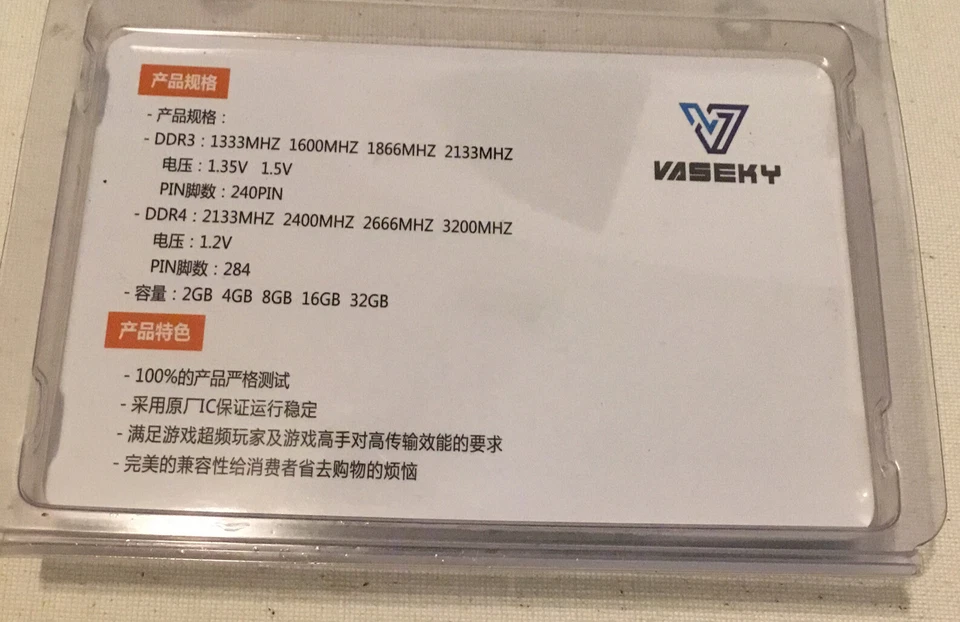 产品规格
- 产品规格：
- DDR3：1333MHZ 1600MHZ 1866MHZ 2133MHZ
电压：1.35V 1.5V
PIN脚数：240PIN
- DDR4：2133MHZ 2400MHZ 2666MHZ 3200MHZ
电压：1.2V
PIN脚数：284
- 容量：2GB 4GB 8GB 16GB 32GB
产品特色
- 100%的产品严格测试
- 采用原厂IC保证运行稳定
- 满足游戏超频玩家及游戏高手对高传输效能的要求
- 完美的兼容性给消费者省去购物的烦恼
VASEKY